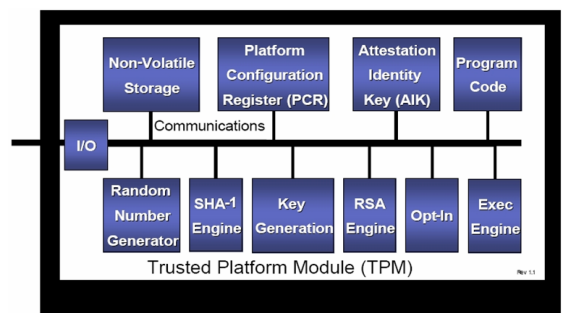 Non-Volatile
Storage
Platform
Configuration
Register (PCR)
Attestation
Identity
Key (AIK)
Program
Code
Communications
I/O
Random
Number
Generator
SHA-1
Engine
Key
Generation
RSA
Engine
Opt-In
Exec
Engine
Trusted Platform Module (TPM)
Rev 1.1